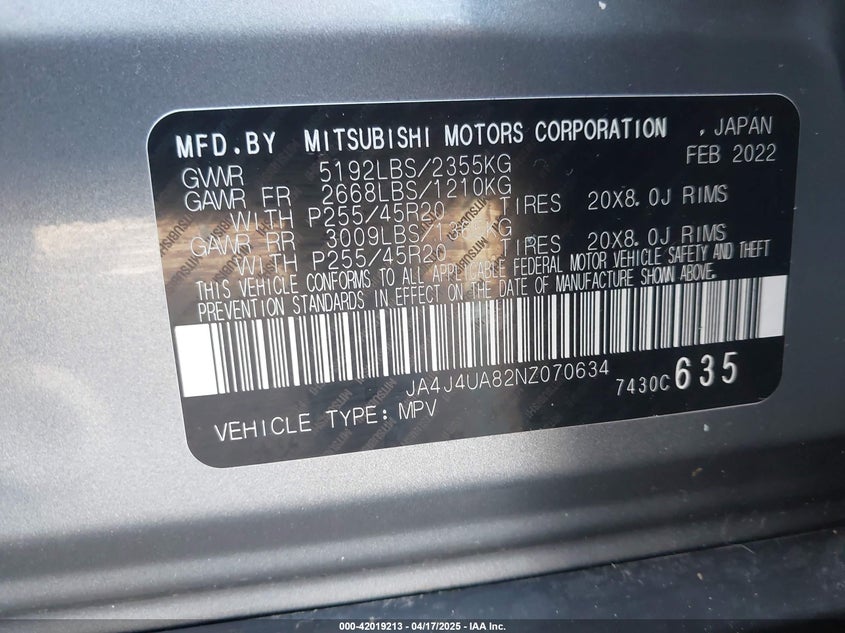 MFD.BY MITSUBISHI MOTORS CORPORATION , JAPAN
FEB 2022
GVWR 5192LBS/2355KG
GAWR FR 2668LBS/1210KG
WITH P255/45R20 TIRES 20X8.0J RIMS
GAWR RR 3009LBS/1365KG
WITH P255/45R20 TIRES 20X8.0J RIMS
THIS VEHICLE CONFORMS TO ALL APPLICABLE FEDERAL MOTOR VEHICLE SAFETY AND THEFT
PREVENTION STANDARDS IN EFFECT ON THE DATE OF MANUFACTURE SHOWN ABOVE.
JA4J4UA82NZ070634
7430C635
VEHICLE TYPE: MPV
000-42019213 - 04/17/2025 - IAA Inc.